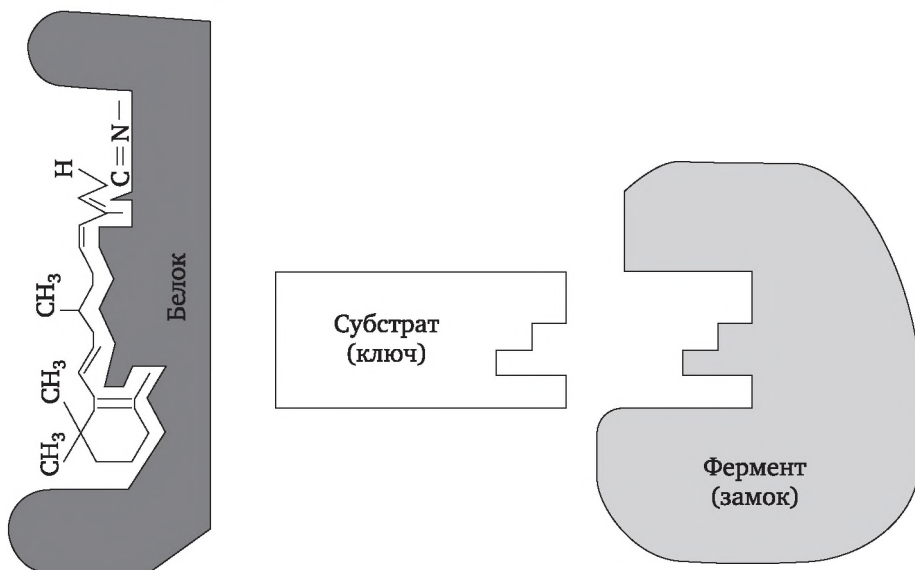 CH₃
CH₃
CH₃
H
C=N—
Белок
Субстрат
(ключ)
Фермент
(замок)